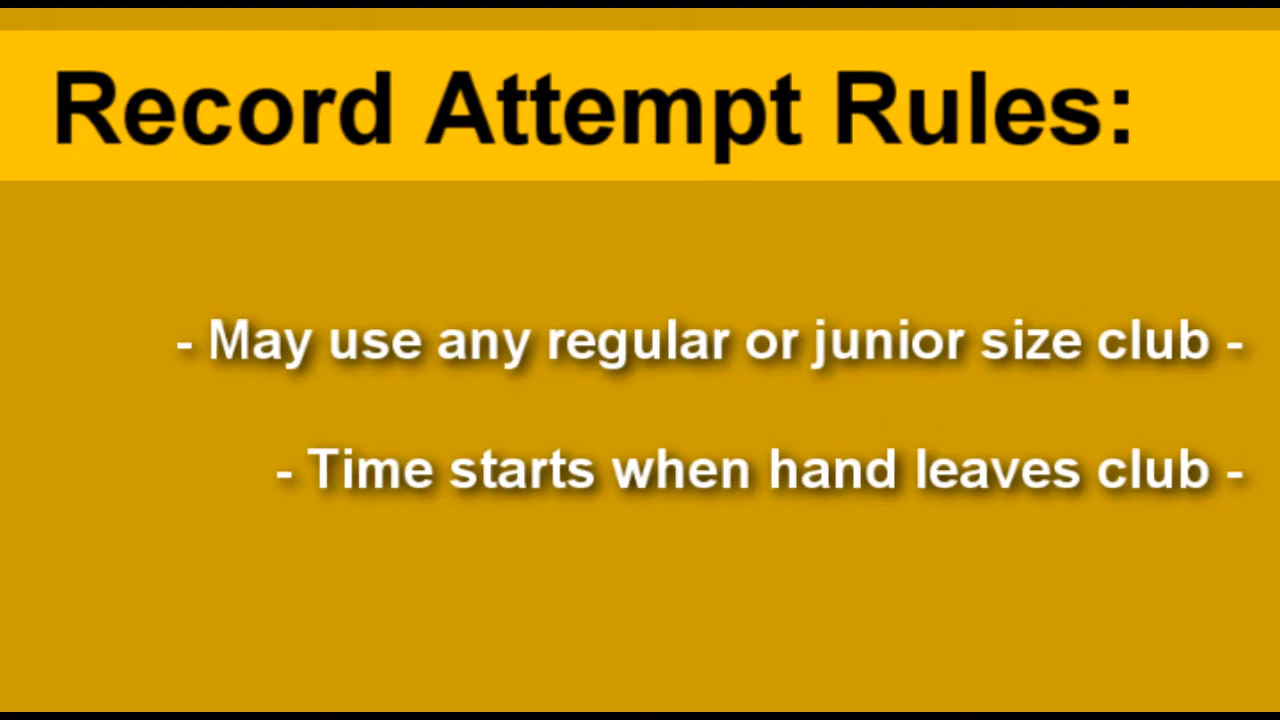 Record Attempt Rules:
- May use any regular or junior size club -
- Time starts when hand leaves club -